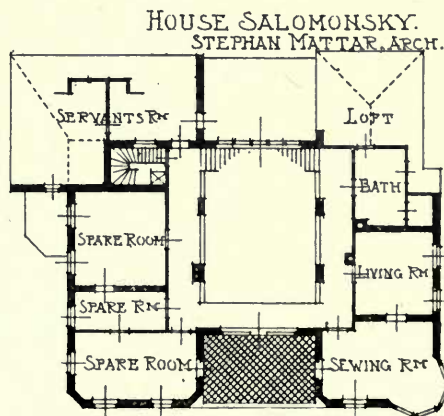 HOUSE SALOMONSKY.
STEPHAN MATTAR, ARCH.
SERVANTS RM
LOFT
BATH
SPARE ROOM
LIVING RM
SPARE RM
SPARE ROOM
SEWING RM